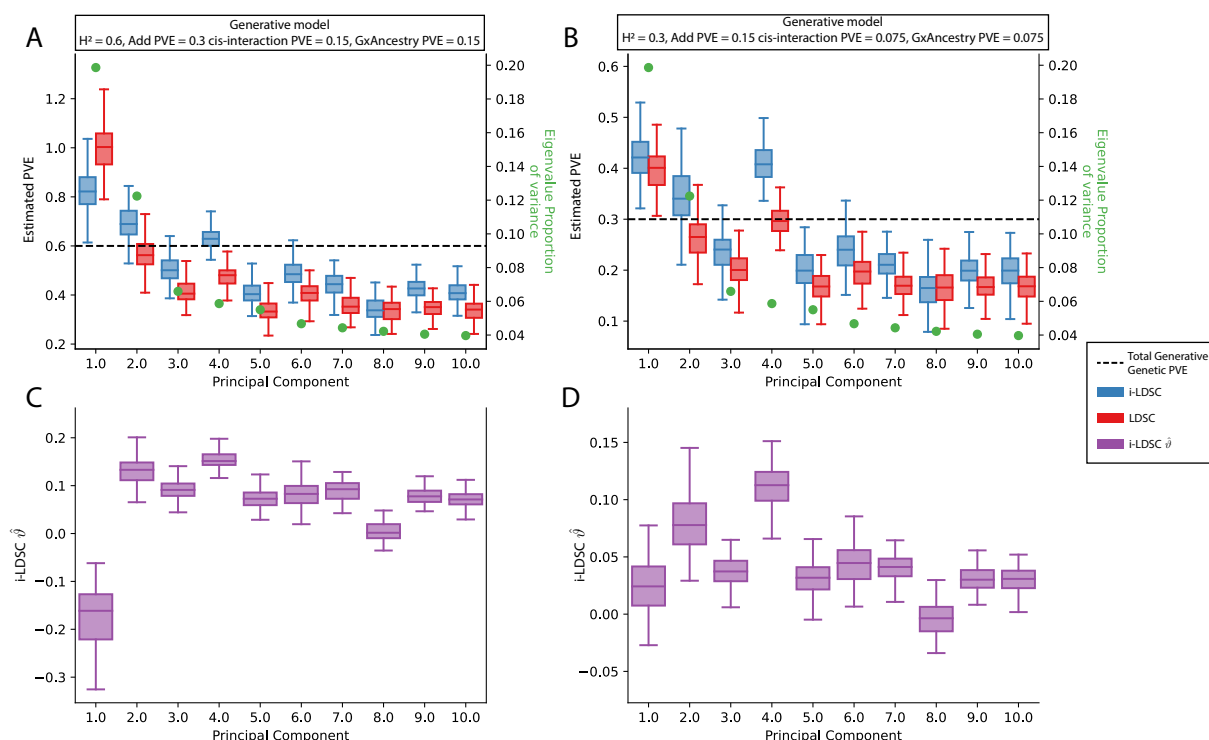 A
Generative model
H² = 0.6, Add PVE = 0.3 cis-interaction PVE = 0.15, GxAncestry PVE = 0.15
Estimated PVE
1.2
1.0
0.8
0.6
0.4
0.2
0.20
0.18
0.16
0.14
0.12
0.10
0.08
0.06
0.04
Eigenvalue Proportion
of variance
1.0 2.0 3.0 4.0 5.0 6.0 7.0 8.0 9.0 10.0
Principal Component
B
Generative model
H² = 0.3, Add PVE = 0.15 cis-interaction PVE = 0.075, GxAncestry PVE = 0.075
Estimated PVE
0.6
0.5
0.4
0.3
0.2
0.1
0.20
0.18
0.16
0.14
0.12
0.10
0.08
0.06
0.04
Eigenvalue Proportion
of variance
1.0 2.0 3.0 4.0 5.0 6.0 7.0 8.0 9.0 10.0
Principal Component
Total Generative
Genetic PVE
i-LDSC
LDSC
i-LDSC ϑ̂
C
i-LDSC ϑ̂
0.2
0.1
0.0
−0.1
−0.2
−0.3
1.0 2.0 3.0 4.0 5.0 6.0 7.0 8.0 9.0 10.0
Principal Component
D
i-LDSC ϑ̂
0.15
0.10
0.05
0.00
−0.05
1.0 2.0 3.0 4.0 5.0 6.0 7.0 8.0 9.0 10.0
Principal Component